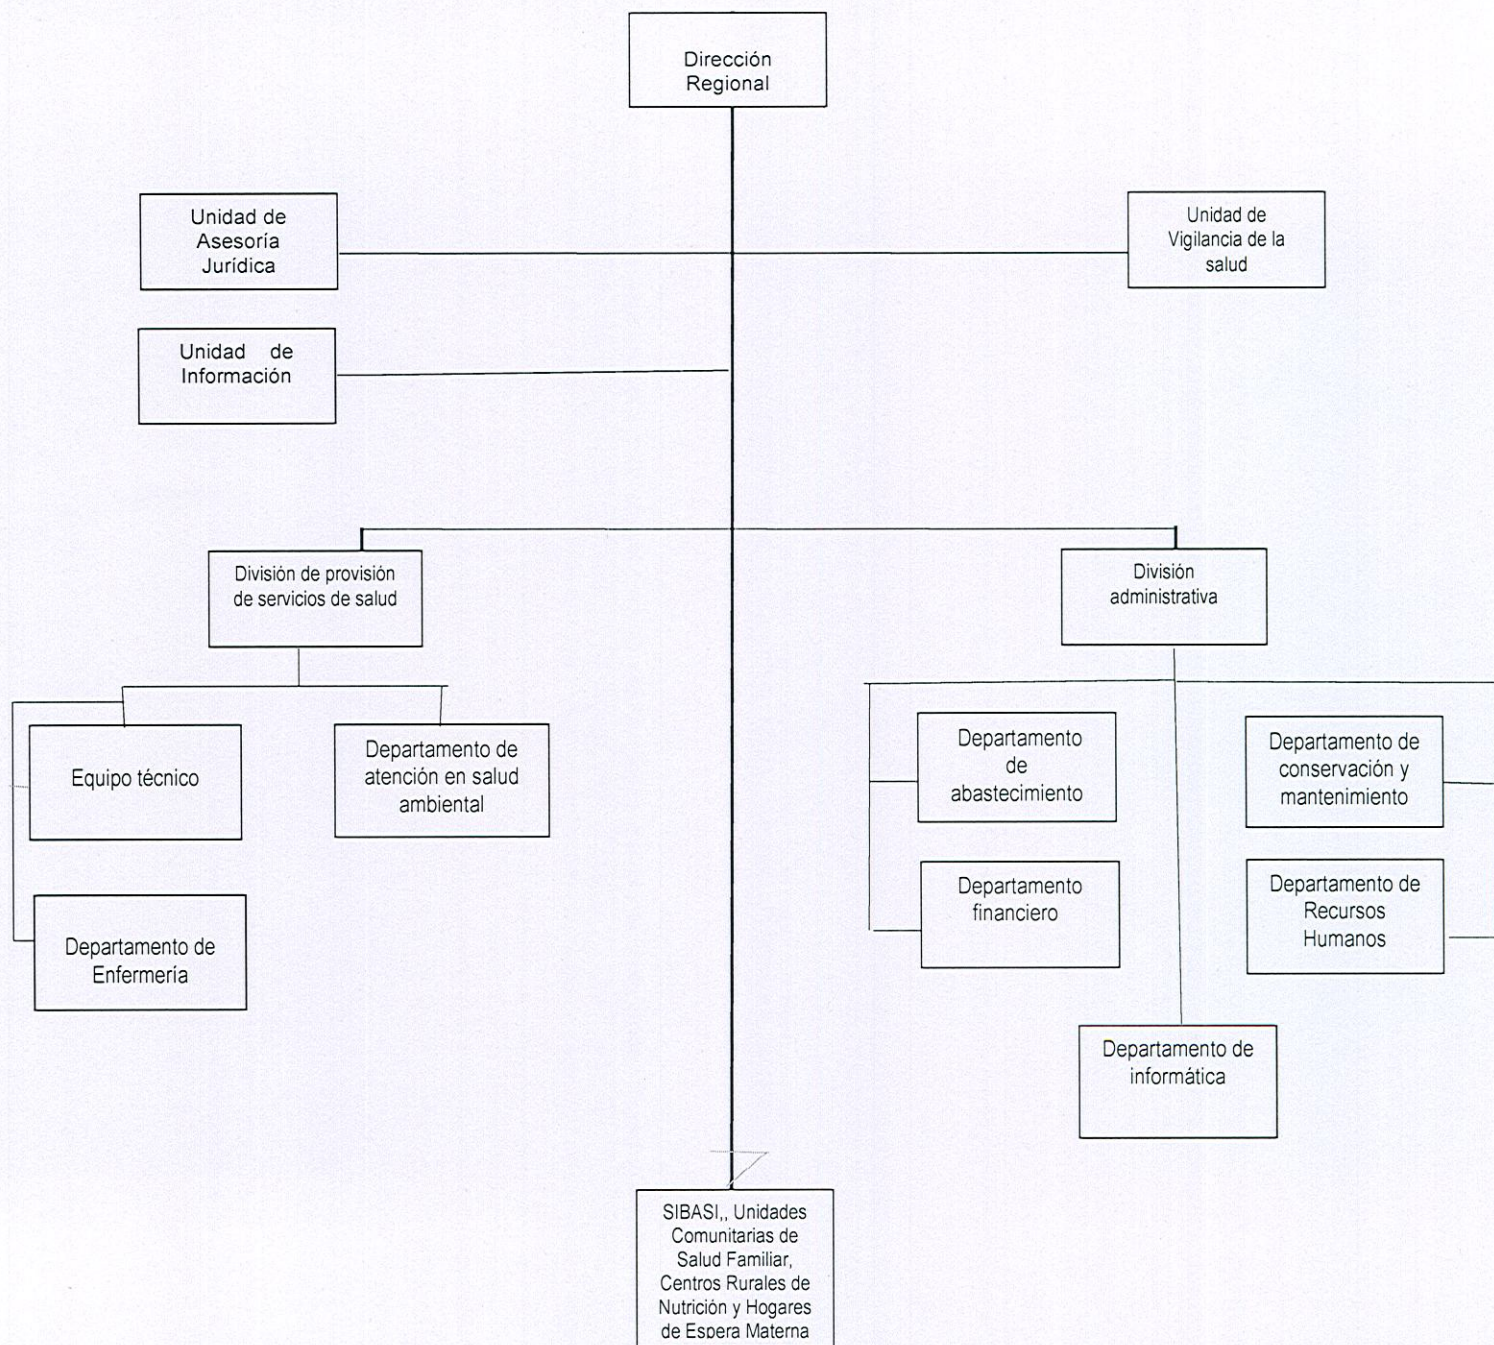 Dirección
Regional
Unidad de
Asesoría
Jurídica
Unidad de
Vigilancia de la
salud
Unidad de
Información
División de provisión
de servicios de salud
División
administrativa
Equipo técnico
Departamento de
atención en salud
ambiental
Departamento
de
abastecimiento
Departamento de
conservación y
mantenimiento
Departamento de
Enfermería
Departamento
financiero
Departamento de
Recursos
Humanos
Departamento de
informática
SIBASI,, Unidades
Comunitarias de
Salud Familiar,
Centros Rurales de
Nutrición y Hogares
de Espera Materna